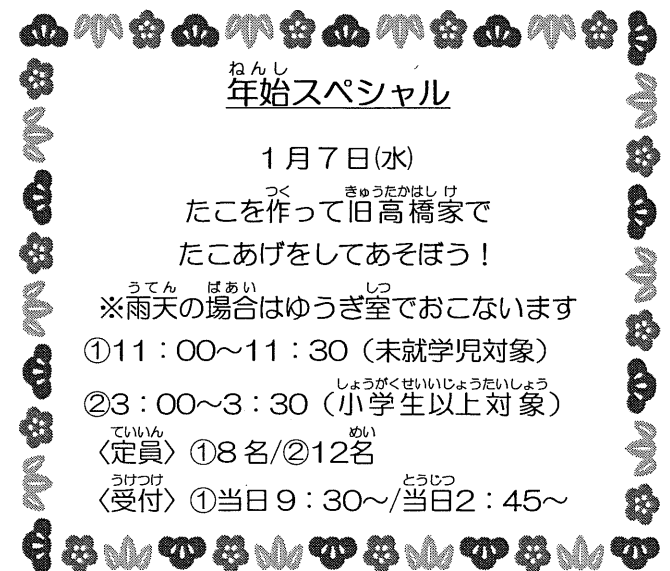 年始スペシャル
1月7日(水)
たこを作って旧高橋家で
たこあげをしてあそぼう！
※雨天の場合はゆうぎ室でおこないます
①11：00～11：30（未就学児対象）
②3：00～3：30（小学生以上対象）
〈定員〉①8名/②12名
〈受付〉①当日9：30～/当日2：45～